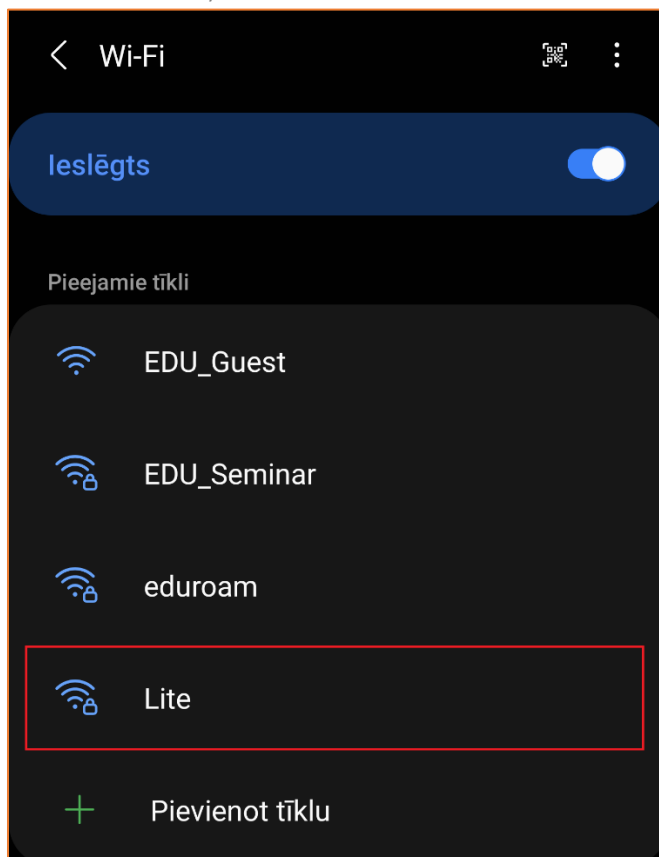 Wi-Fi
Ieslēgts
Pieejamie tīkli
EDU_Guest
EDU_Seminar
eduroam
Lite
Pievienot tīklu